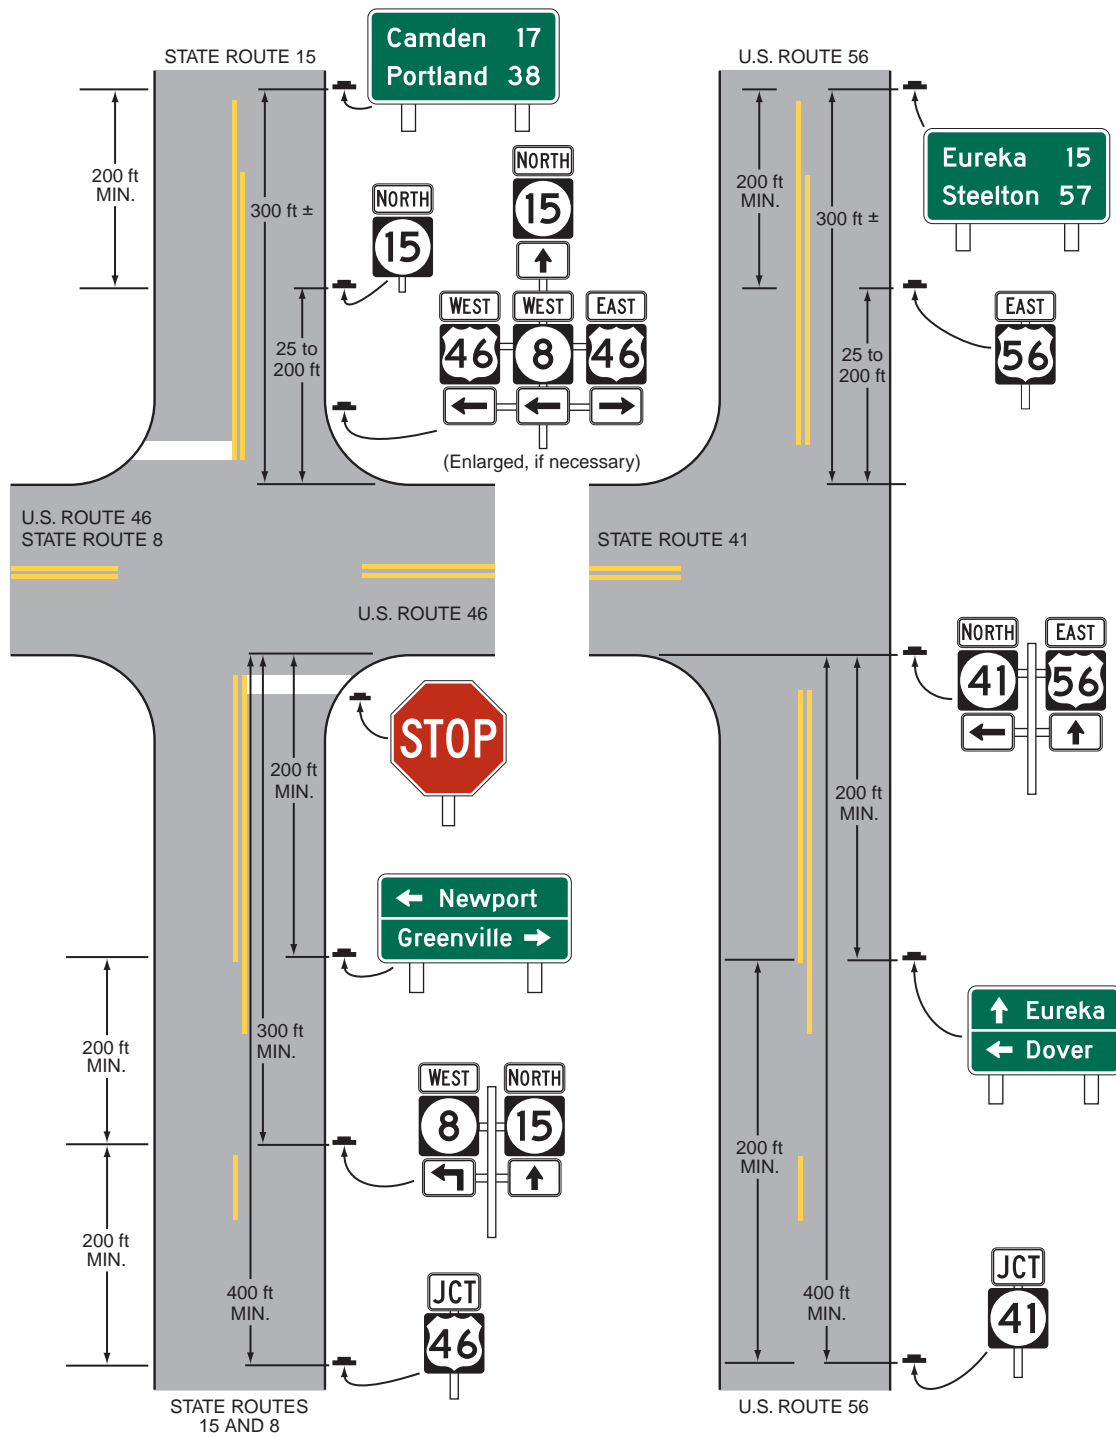 STATE ROUTE 15
Camden 17
Portland 38
200 ft
MIN.
300 ft ±
NORTH
15
NORTH
15
25 to
200 ft
WEST
46
WEST
8
EAST
46
(Enlarged, if necessary)
U.S. ROUTE 46
STATE ROUTE 8
U.S. ROUTE 46
STOP
200 ft
MIN.
Newport
Greenville
300 ft
MIN.
200 ft
MIN.
WEST
8
NORTH
15
200 ft
MIN.
400 ft
MIN.
JCT
46
STATE ROUTES
15 AND 8
U.S. ROUTE 56
Eureka 15
Steelton 57
200 ft
MIN.
300 ft ±
EAST
56
25 to
200 ft
STATE ROUTE 41
NORTH
41
EAST
56
200 ft
MIN.
Eureka
Dover
200 ft
MIN.
400 ft
MIN.
JCT
41
U.S. ROUTE 56